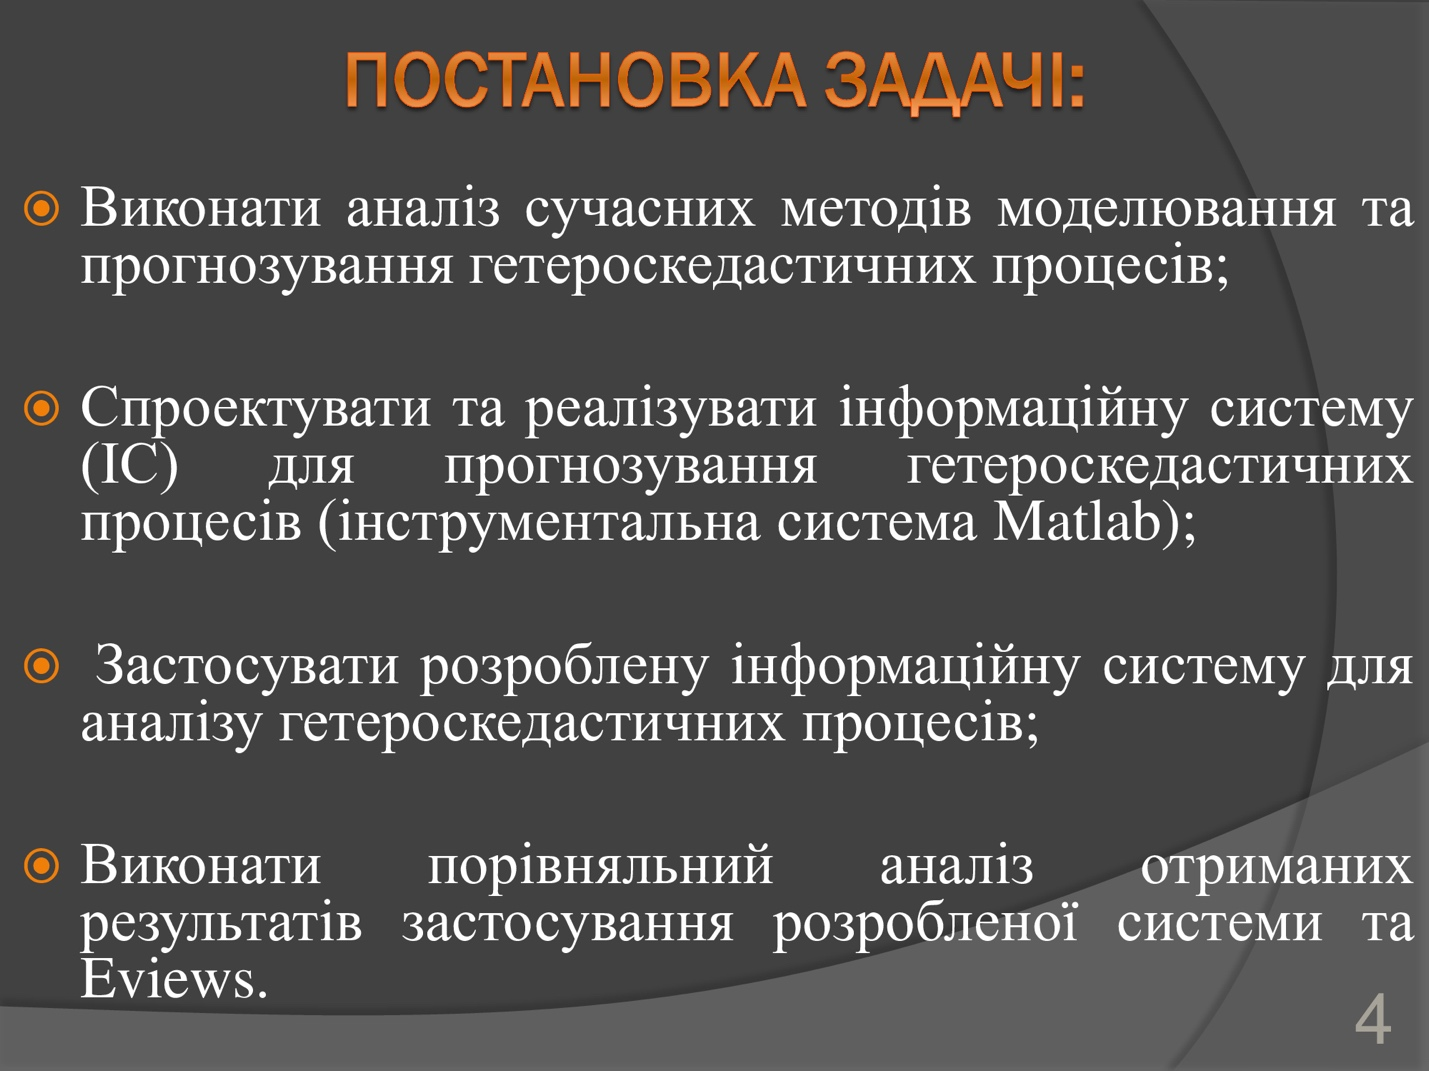 ПОСТАНОВКА ЗАДАЧІ:
Виконати аналіз сучасних методів моделювання та
прогнозування гетероскедастичних процесів;
Спроектувати та реалізувати інформаційну систему
(ІС) для прогнозування гетероскедастичних
процесів (інструментальна система Matlab);
Застосувати розроблену інформаційну систему для
аналізу гетероскедастичних процесів;
Виконати порівняльний аналіз отриманих
результатів застосування розробленої системи та
Eviews.
4